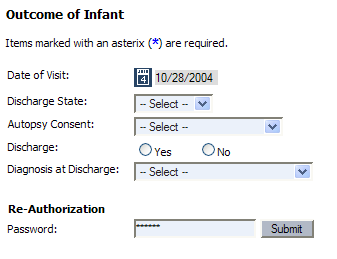 Outcome of Infant
Items marked with an asterix (*) are required.
Date of Visit: 4 10/28/2004
Discharge State: -- Select --
Autopsy Consent: -- Select --
Discharge: Yes No
Diagnosis at Discharge: -- Select --
Re-Authorization
Password: ****** Submit